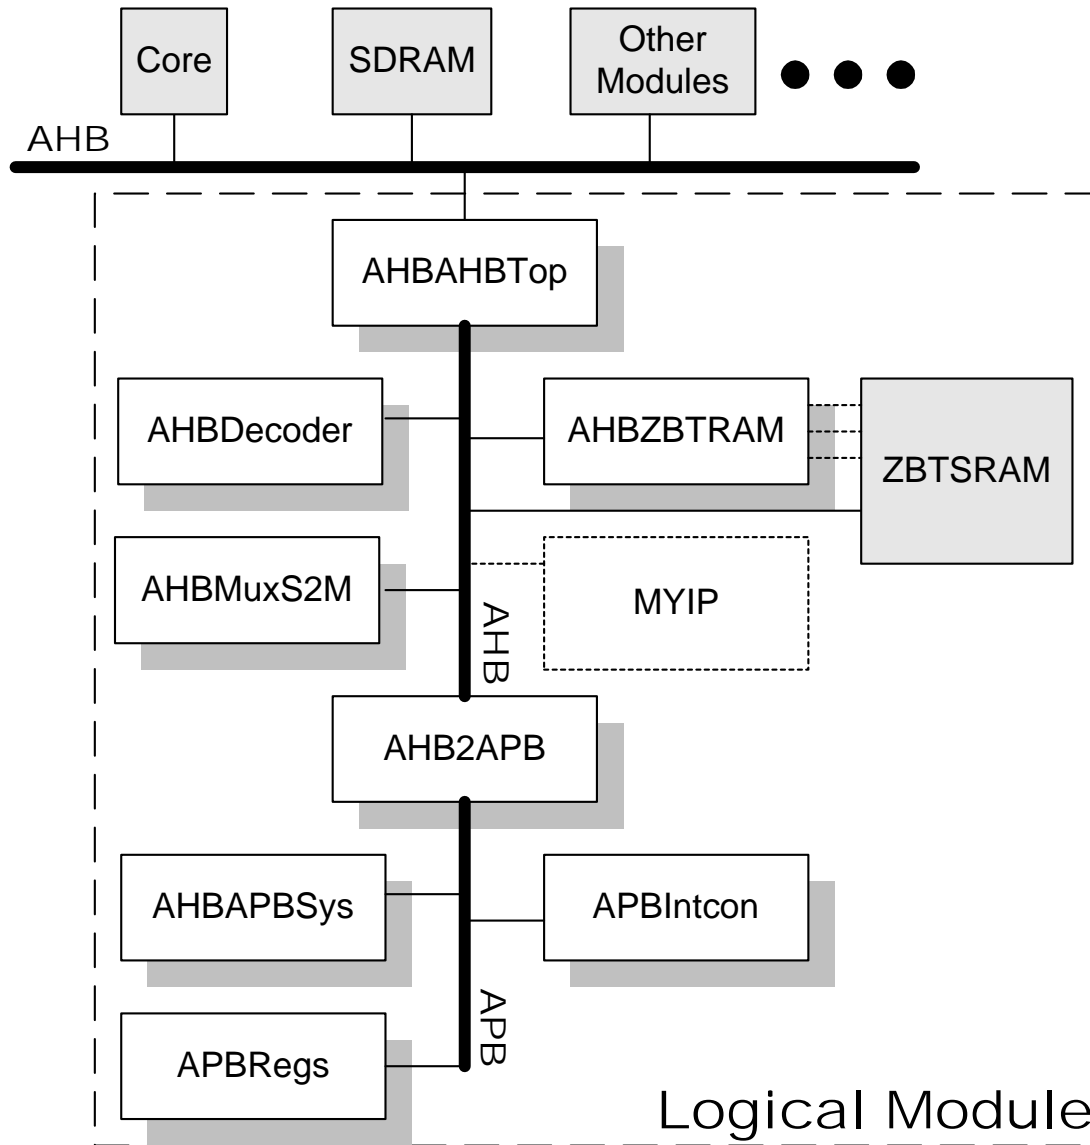 Core
SDRAM
Other
Modules
AHB
AHBAHBTop
AHBDecoder
AHBZBTRAM
ZBTSRAM
AHBMuxS2M
MYIP
AHB
AHB2APB
AHBAPBSys
APBIntcon
APB
APBRegs
Logical Module